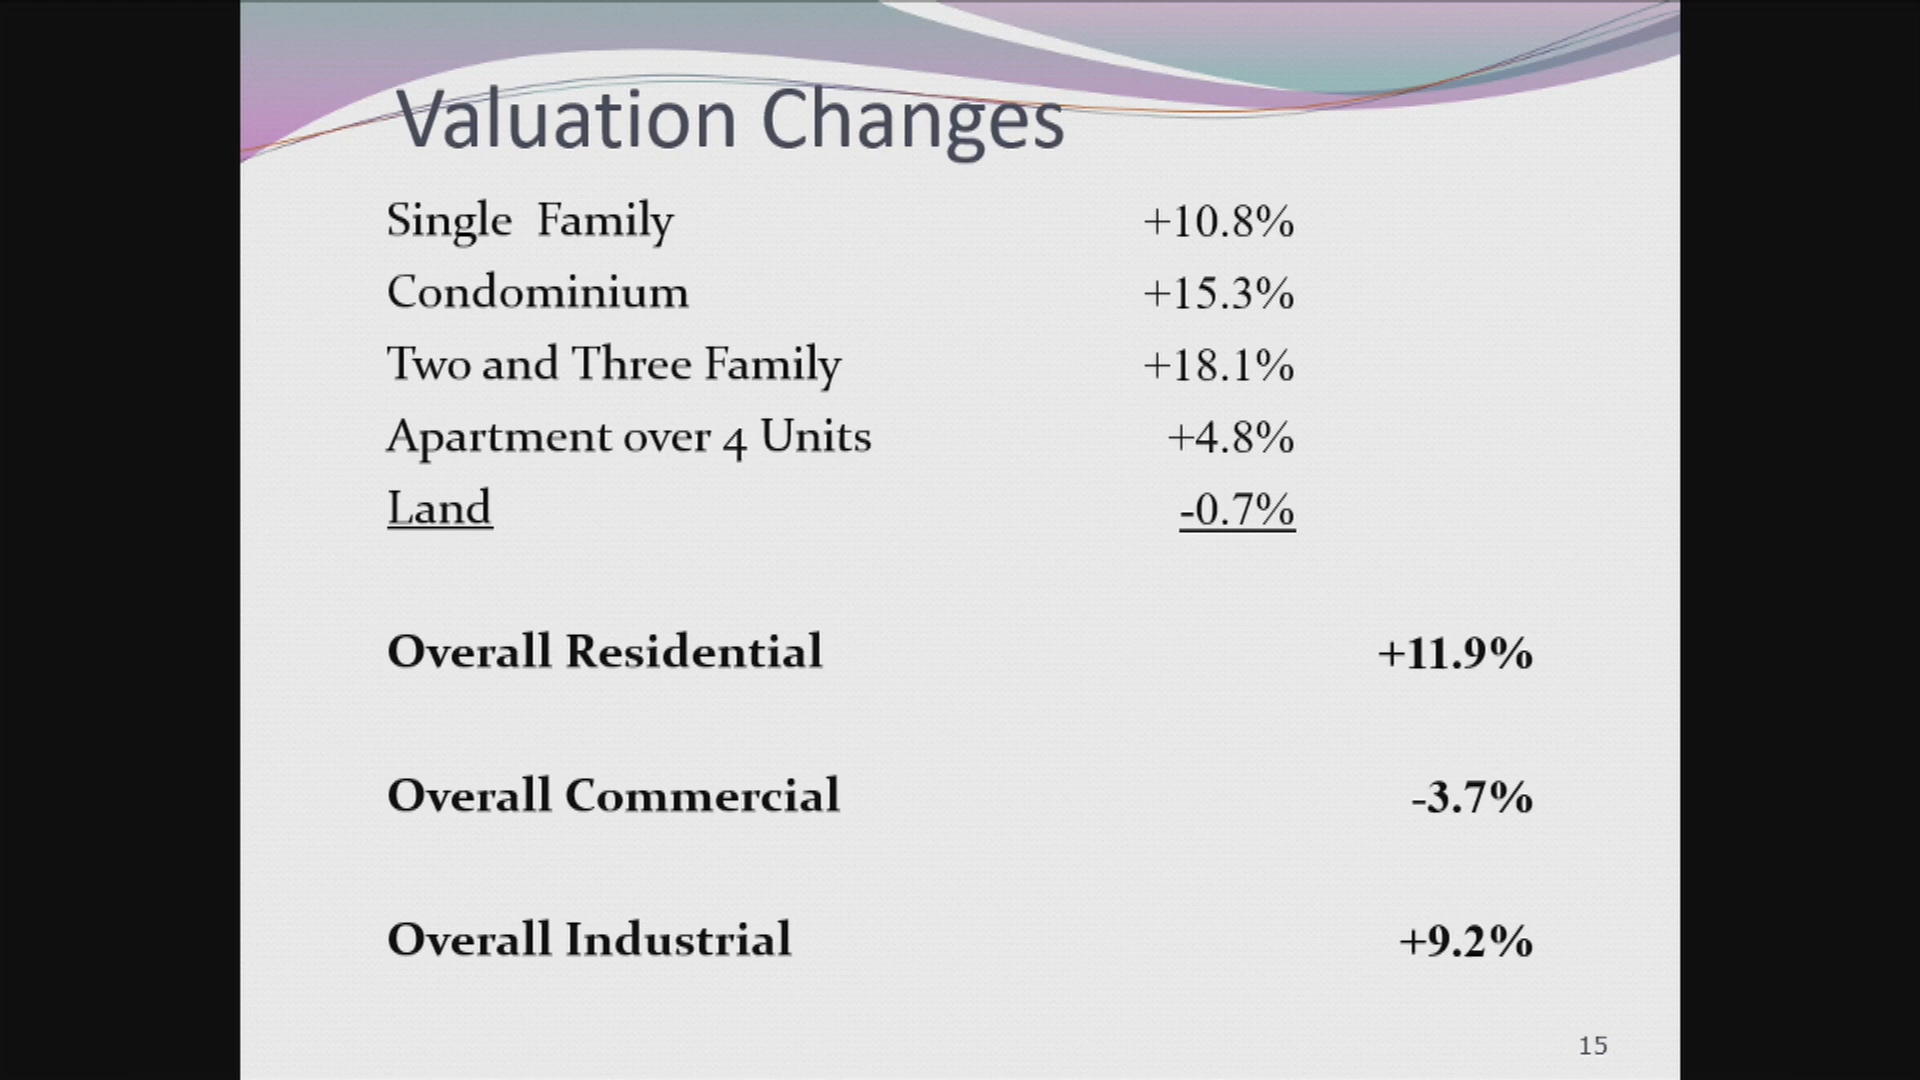 Valuation Changes
Single Family +10.8%
Condominium +15.3%
Two and Three Family +18.1%
Apartment over 4 Units +4.8%
Land -0.7%
Overall Residential +11.9%
Overall Commercial -3.7%
Overall Industrial +9.2%
15